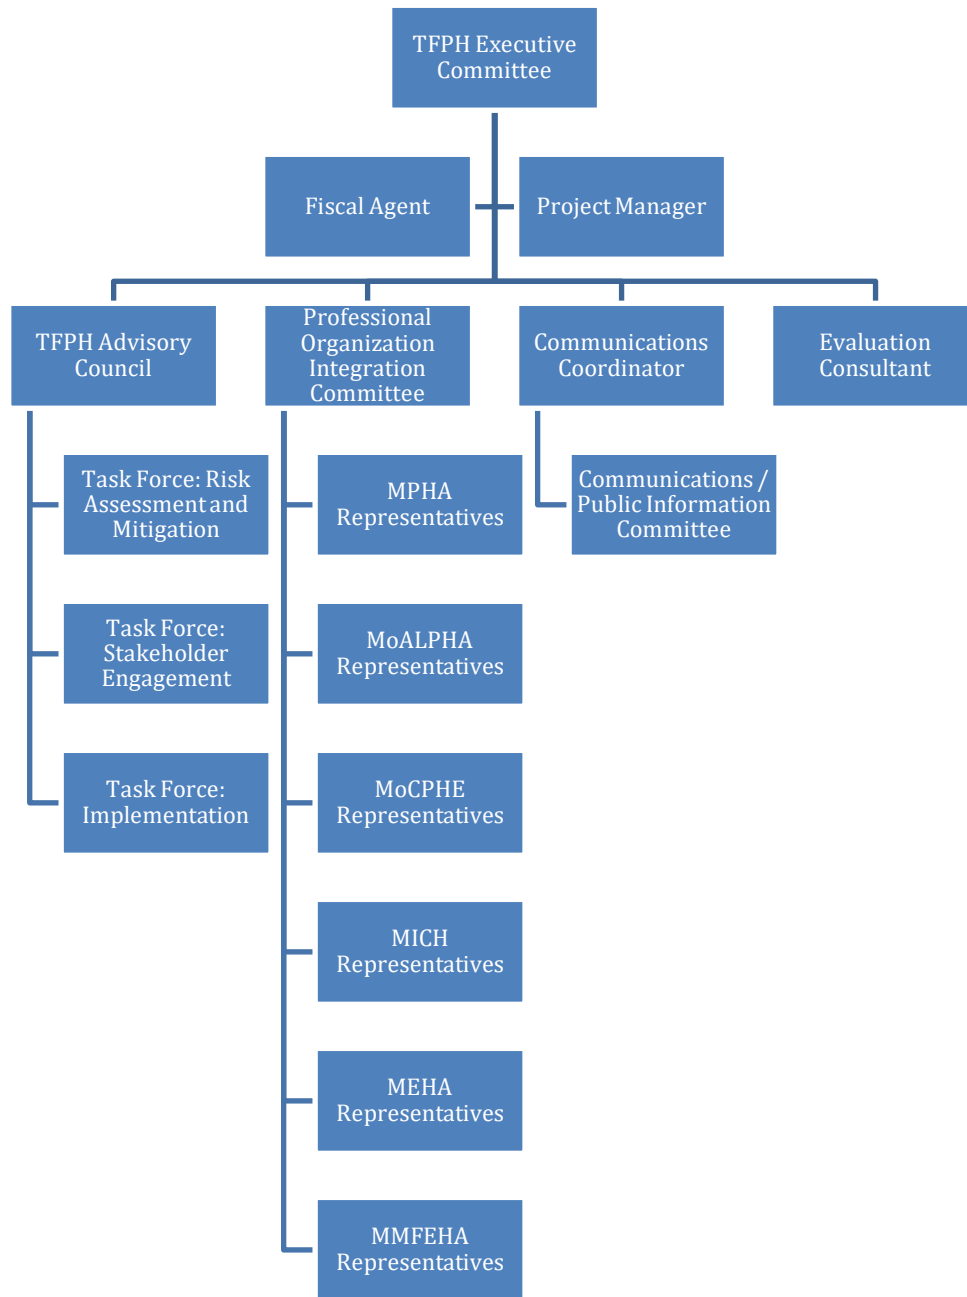 TFPH Executive
Committee
Fiscal Agent
Project Manager
TFPH Advisory
Council
Professional
Organization
Integration
Committee
Communications
Coordinator
Evaluation
Consultant
Task Force: Risk
Assessment and
Mitigation
MPHA
Representatives
Communications /
Public Information
Committee
Task Force:
Stakeholder
Engagement
MoALPHA
Representatives
Task Force:
Implementation
MoCPHE
Representatives
MICH
Representatives
MEHA
Representatives
MMFEHA
Representatives